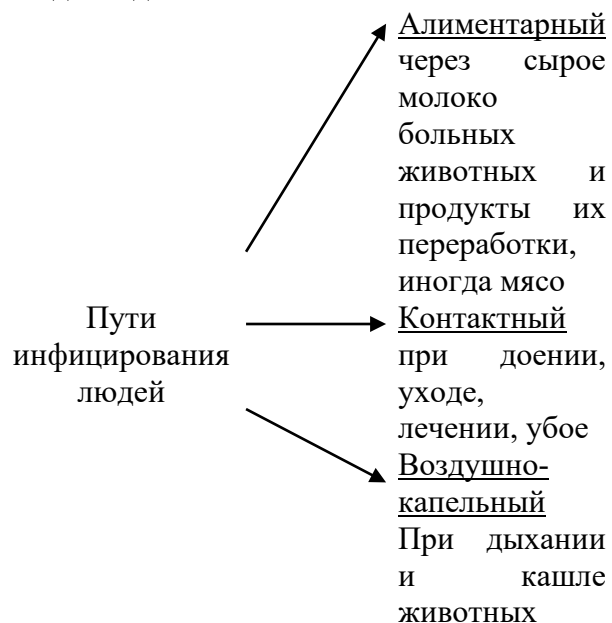 Пути
инфицирования
людей
Алиментарный
через сырое
молоко
больных
животных и
продукты их
переработки,
иногда мясо
Контактный
при доении,
уходе,
лечении, убое
Воздушно-
капельный
При дыхании
и кашле
животных